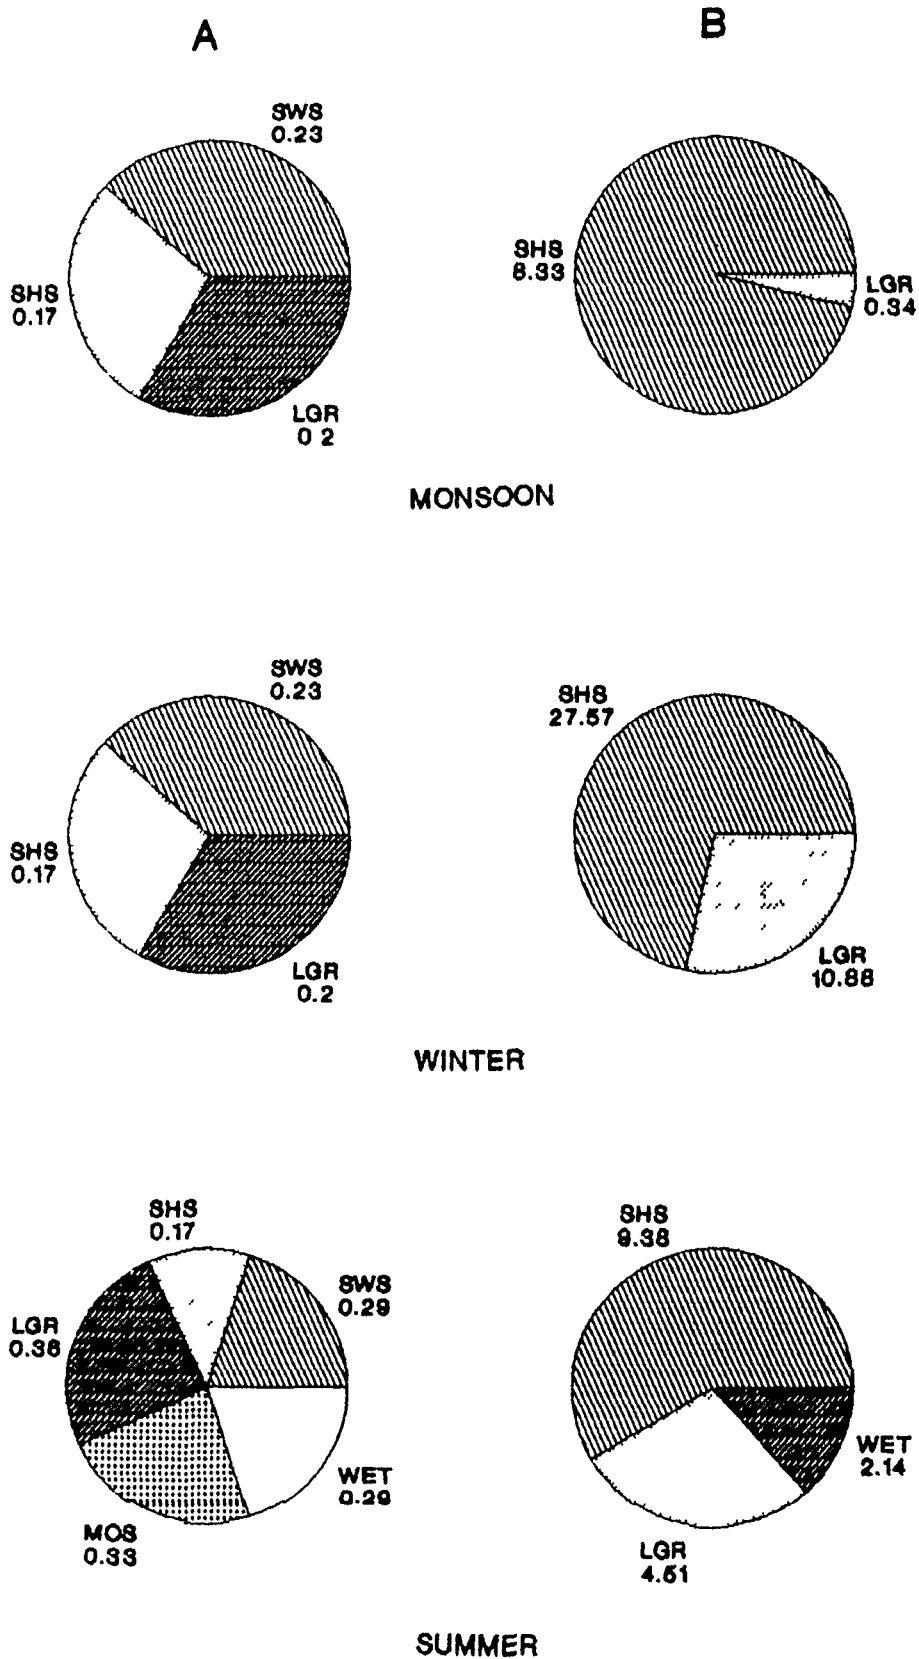 A
B
SWS
0.23
SHS
0.17
LGR
0 2
SHS
8.33
LGR
0.34
MONSOON
SWS
0.23
SHS
0.17
LGR
0.2
SHS
27.57
LGR
10.88
WINTER
SHS
0.17
SWS
0.29
LGR
0.38
MOS
0.33
WET
0.29
SHS
9.38
WET
2.14
LGR
4.51
SUMMER